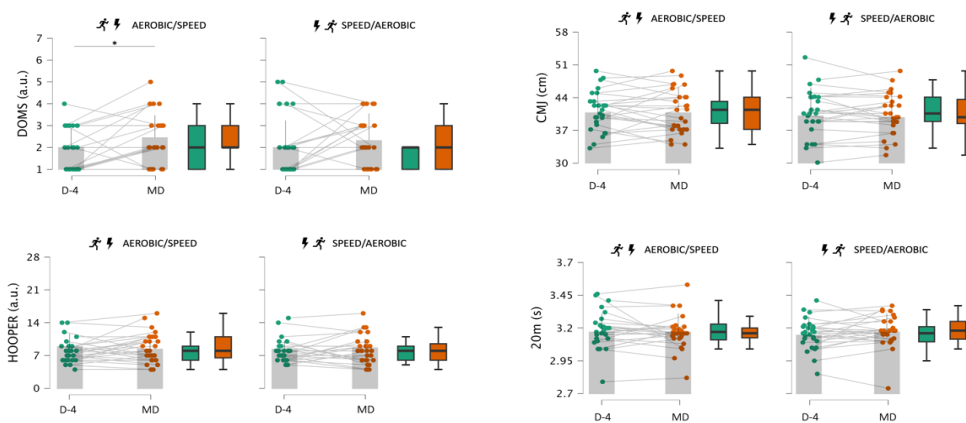 AEROBIC/SPEED
SPEED/AEROBIC
DOMS (a.u.)
7
6
5
4
3
2
1
*
D-4
MD
D-4
MD
AEROBIC/SPEED
SPEED/AEROBIC
CMJ (cm)
51
44
37
30
D-4
MD
D-4
MD
AEROBIC/SPEED
SPEED/AEROBIC
HOOPER (a.u.)
28
21
14
7
0
D-4
MD
D-4
MD
AEROBIC/SPEED
SPEED/AEROBIC
20m (s)
3.7
3.45
3.2
2.95
2.7
D-4
MD
D-4
MD